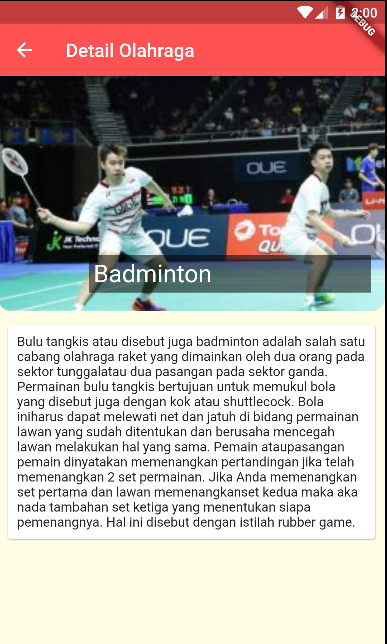 2:00
DEBUG
Detail Olahraga
OUE
JK Techno
OUE
TO
QU
Badminton
Bulu tangkis atau disebut juga badminton adalah salah satu
cabang olahraga raket yang dimainkan oleh dua orang pada
sektor tunggalatau dua pasangan pada sektor ganda.
Permainan bulu tangkis bertujuan untuk memukul bola
yang disebut juga dengan kok atau shuttlecock. Bola
iniharus dapat melewati net dan jatuh di bidang permainan
lawan yang sudah ditentukan dan berusaha mencegah
lawan melakukan hal yang sama. Pemain ataupasangan
pemain dinyatakan memenangkan pertandingan jika telah
memenangkan 2 set permainan. Jika Anda memenangkan
set pertama dan lawan memenangkanset kedua maka aka
nada tambahan set ketiga yang menentukan siapa
pemenangnya. Hal ini disebut dengan istilah rubber game.